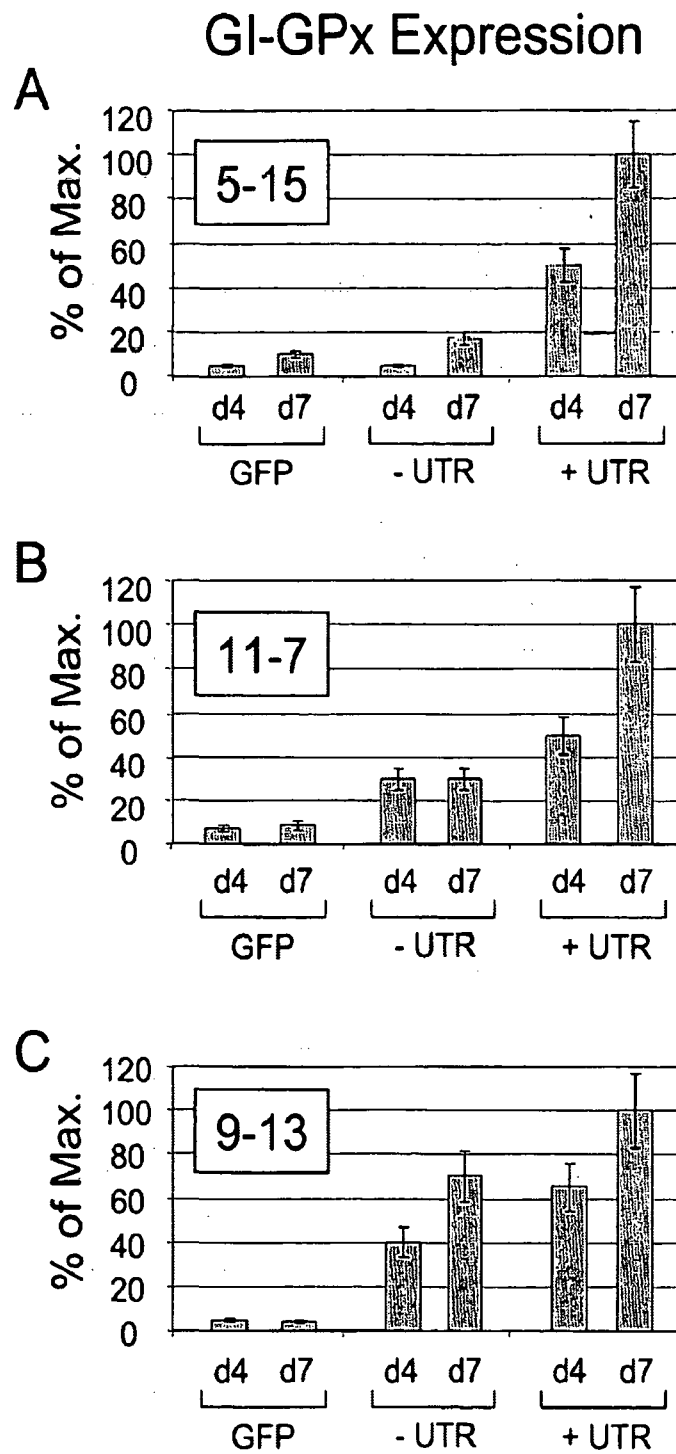 GI-GPx Expression
A
% of Max.
120
100
80
60
40
20
0
5-15
d4 d7 d4 d7 d4 d7
GFP - UTR + UTR
B
% of Max.
120
100
80
60
40
20
0
11-7
d4 d7 d4 d7 d4 d7
GFP - UTR + UTR
C
% of Max.
120
100
80
60
40
20
0
9-13
d4 d7 d4 d7 d4 d7
GFP - UTR + UTR